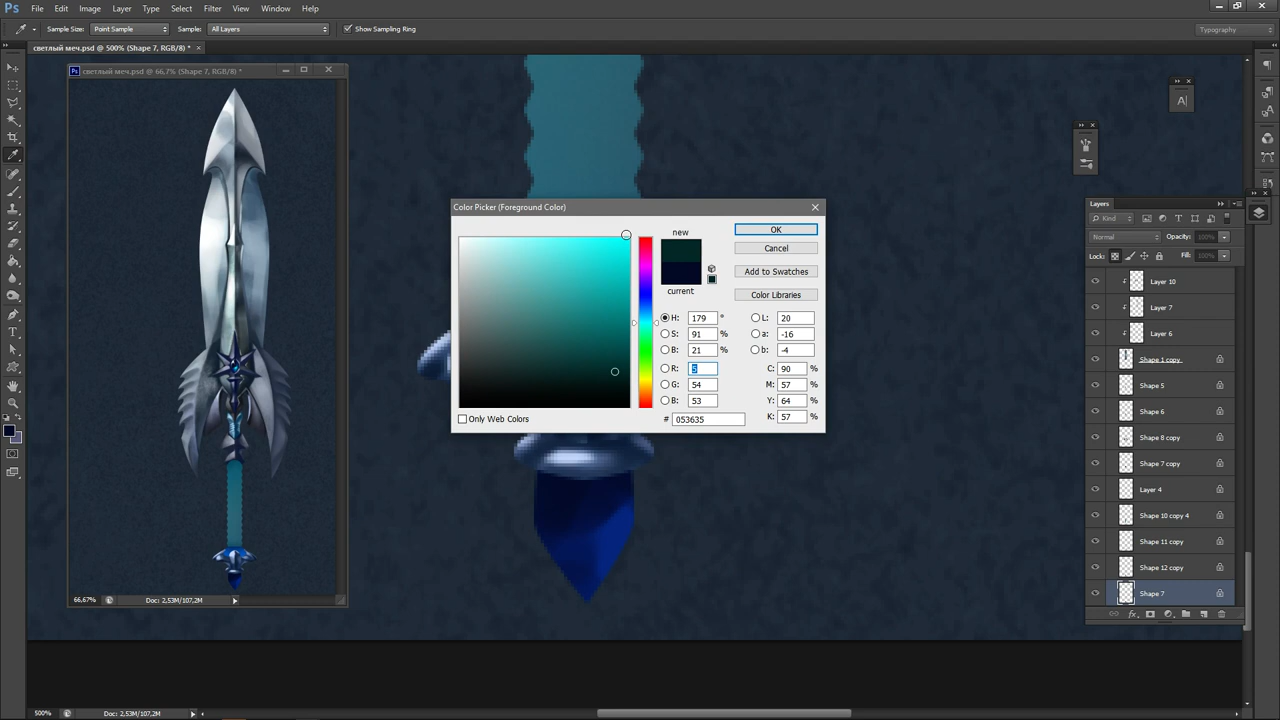 Ps File Edit Image Layer Type Select Filter View Window Help
Sample Size: Point Sample Sample: All Layers Show Sampling Ring Typography
светлый меч.psd @ 500% (Shape 7, RGB/8) * ×
Ps светлый меч.psd @ 66,7% (Shape 7, RGB/8) *
A
Color Picker (Foreground Color)
new
current
OK
Cancel
Add to Swatches
Color Libraries
H: 179 ° L: 20
S: 91 % a: -16
B: 21 % b: -4
R: 5 C: 90 %
G: 54 M: 57 %
B: 53 Y: 64 %
# 053635 K: 57 %
Only Web Colors
Layers
Kind
Normal Opacity: 100%
Lock: Fill: 100%
Layer 10
Layer 7
Layer 6
Shape 1 copy
Shape 5
Shape 6
Shape 8 copy
Shape 7 copy
Layer 4
Shape 10 copy 4
Shape 11 copy
Shape 12 copy
Shape 7
fx
66,67% Doc: 2,53M/107,2M
500% Doc: 2,53M/107,2M